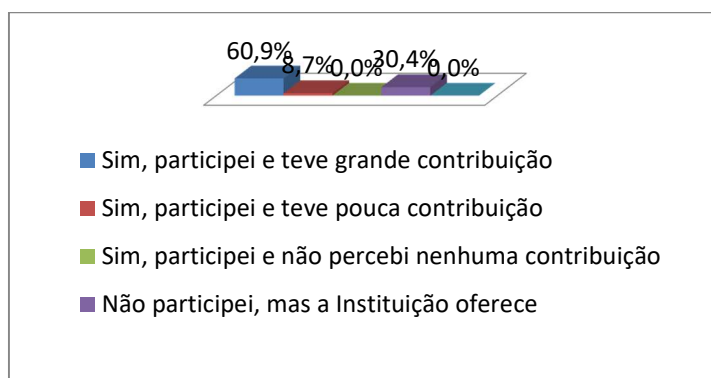 60,9% 8,7% 0,0% 30,4% 0,0%
Sim, participei e teve grande contribuição
Sim, participei e teve pouca contribuição
Sim, participei e não percebi nenhuma contribuição
Não participei, mas a Instituição oferece